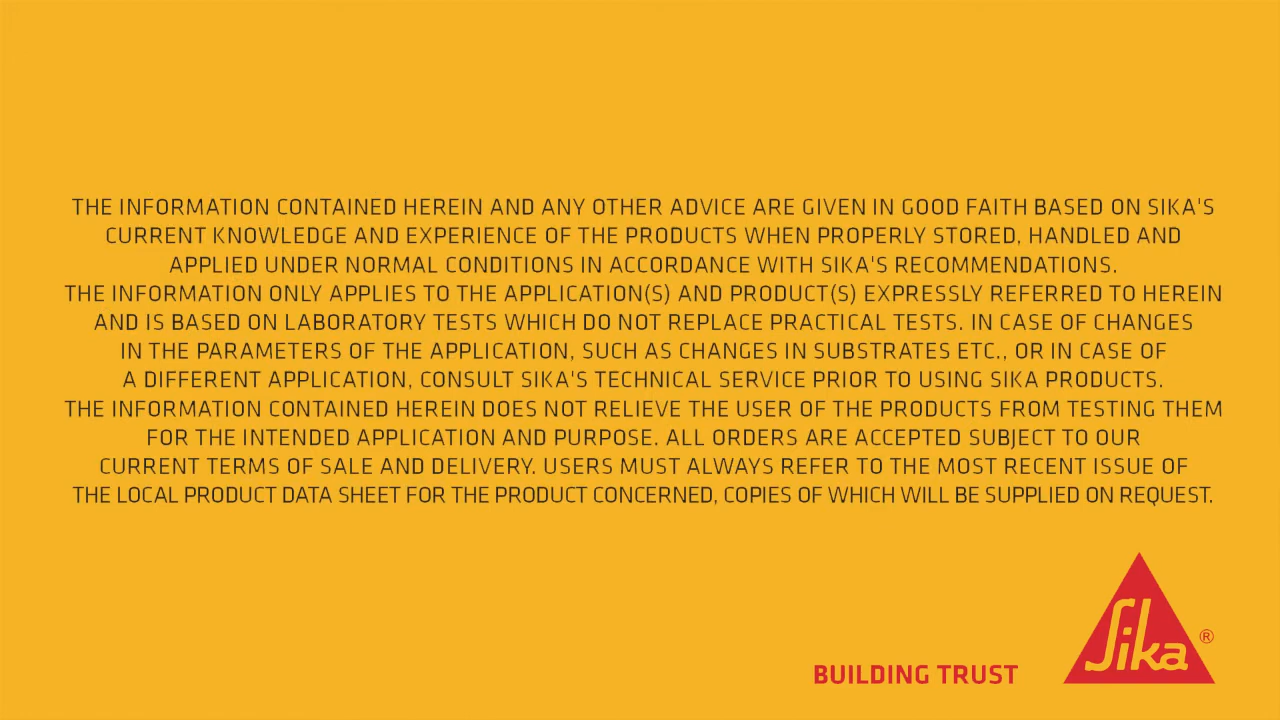 THE INFORMATION CONTAINED HEREIN AND ANY OTHER ADVICE ARE GIVEN IN GOOD FAITH BASED ON SIKA'S
CURRENT KNOWLEDGE AND EXPERIENCE OF THE PRODUCTS WHEN PROPERLY STORED, HANDLED AND
APPLIED UNDER NORMAL CONDITIONS IN ACCORDANCE WITH SIKA'S RECOMMENDATIONS.
THE INFORMATION ONLY APPLIES TO THE APPLICATION(S) AND PRODUCT(S) EXPRESSLY REFERRED TO HEREIN
AND IS BASED ON LABORATORY TESTS WHICH DO NOT REPLACE PRACTICAL TESTS. IN CASE OF CHANGES
IN THE PARAMETERS OF THE APPLICATION, SUCH AS CHANGES IN SUBSTRATES ETC., OR IN CASE OF
A DIFFERENT APPLICATION, CONSULT SIKA'S TECHNICAL SERVICE PRIOR TO USING SIKA PRODUCTS.
THE INFORMATION CONTAINED HEREIN DOES NOT RELIEVE THE USER OF THE PRODUCTS FROM TESTING THEM
FOR THE INTENDED APPLICATION AND PURPOSE. ALL ORDERS ARE ACCEPTED SUBJECT TO OUR
CURRENT TERMS OF SALE AND DELIVERY. USERS MUST ALWAYS REFER TO THE MOST RECENT ISSUE OF
THE LOCAL PRODUCT DATA SHEET FOR THE PRODUCT CONCERNED, COPIES OF WHICH WILL BE SUPPLIED ON REQUEST.
BUILDING TRUST
Sika®